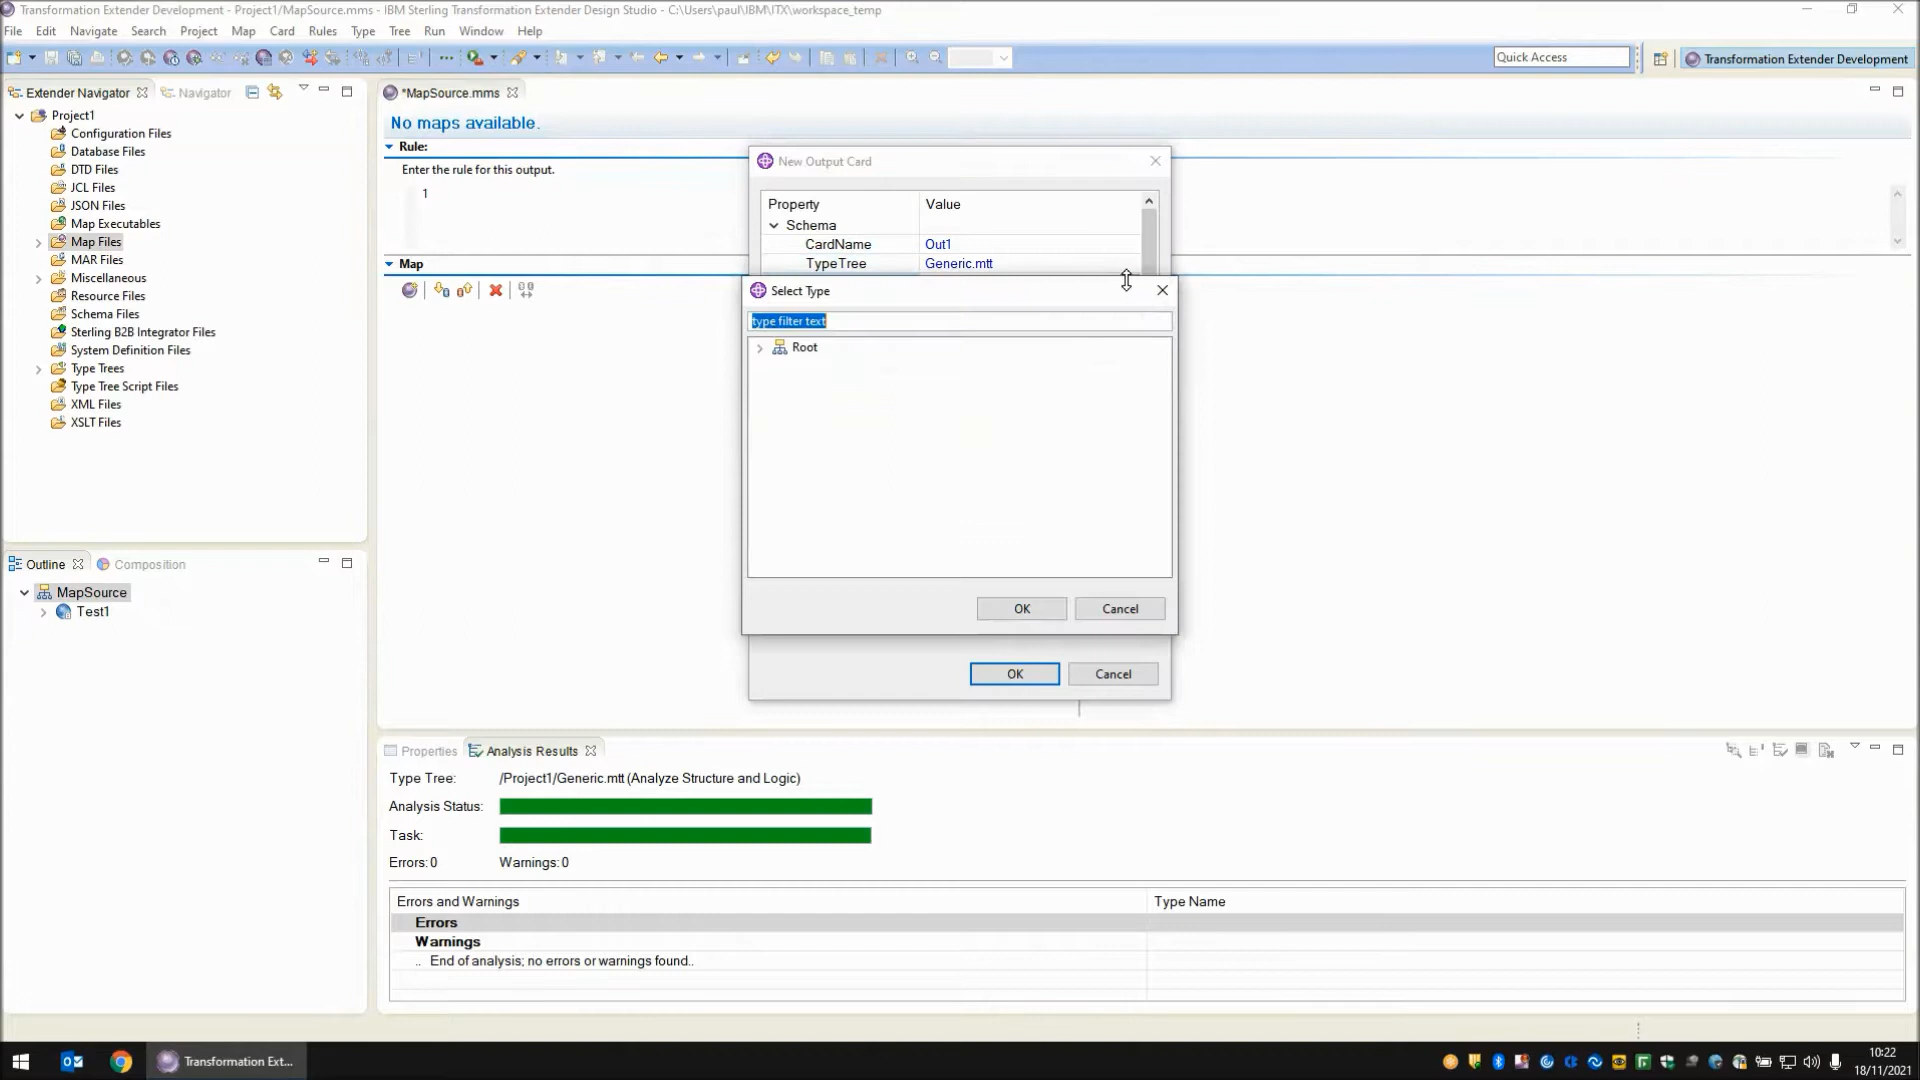 Transformation Extender Development - Project1/MapSource.mms - IBM Sterling Transformation Extender Design Studio - C:\Users\paul\IBM\ITX\workspace_temp
File Edit Navigate Search Project Map Card Rules Type Tree Run Window Help
Quick Access
Transformation Extender Development
Extender Navigator
Navigator
Project1
Configuration Files
Database Files
DTD Files
JCL Files
JSON Files
Map Executables
Map Files
MAR Files
Miscellaneous
Resource Files
Schema Files
Sterling B2B Integrator Files
System Definition Files
Type Trees
Type Tree Script Files
XML Files
XSLT Files
Outline
Composition
MapSource
Test1
*MapSource.mms
No maps available.
Rule:
Enter the rule for this output.
1
Map
New Output Card
Property Value
Schema
CardName Out1
TypeTree Generic.mtt
Select Type
type filter text
Root
OK Cancel
OK Cancel
Properties
Analysis Results
Type Tree: /Project1/Generic.mtt (Analyze Structure and Logic)
Analysis Status:
Task:
Errors: 0 Warnings: 0
Errors and Warnings Type Name
Errors
Warnings
.. End of analysis; no errors or warnings found..
Transformation Ext...
10:22
18/11/2021